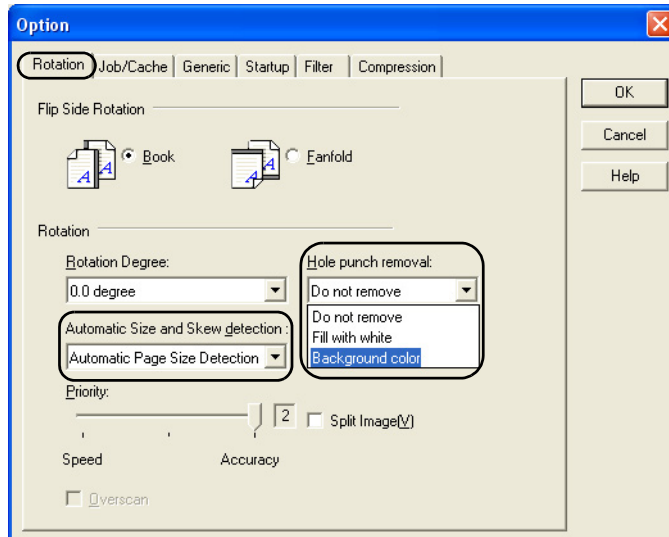 Option
Rotation Job/Cache Generic Startup Filter Compression
OK
Cancel
Help
Flip Side Rotation
A A Book
A A Fanfold
Rotation
Rotation Degree:
0.0 degree
Hole punch removal:
Do not remove
Do not remove
Fill with white
Background color
Automatic Size and Skew detection :
Automatic Page Size Detection
Priority:
2
Split Image(V)
Speed Accuracy
Overscan